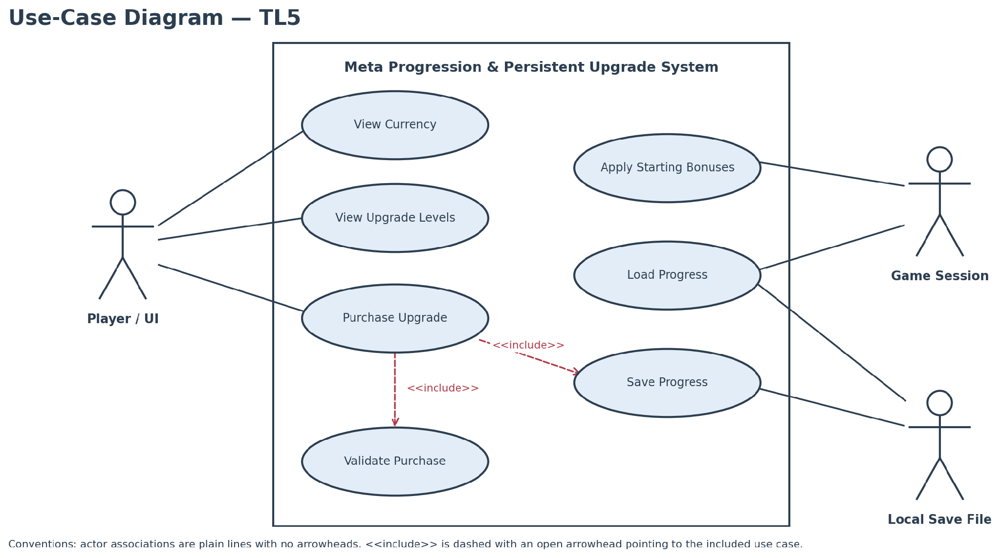 Use-Case Diagram — TL5
Meta Progression & Persistent Upgrade System
View Currency
Apply Starting Bonuses
View Upgrade Levels
Load Progress
Game Session
Purchase Upgrade
Player / UI
<<include>>
Save Progress
<<include>>
Validate Purchase
Local Save File
Conventions: actor associations are plain lines with no arrowheads. <<include>> is dashed with an open arrowhead pointing to the included use case.